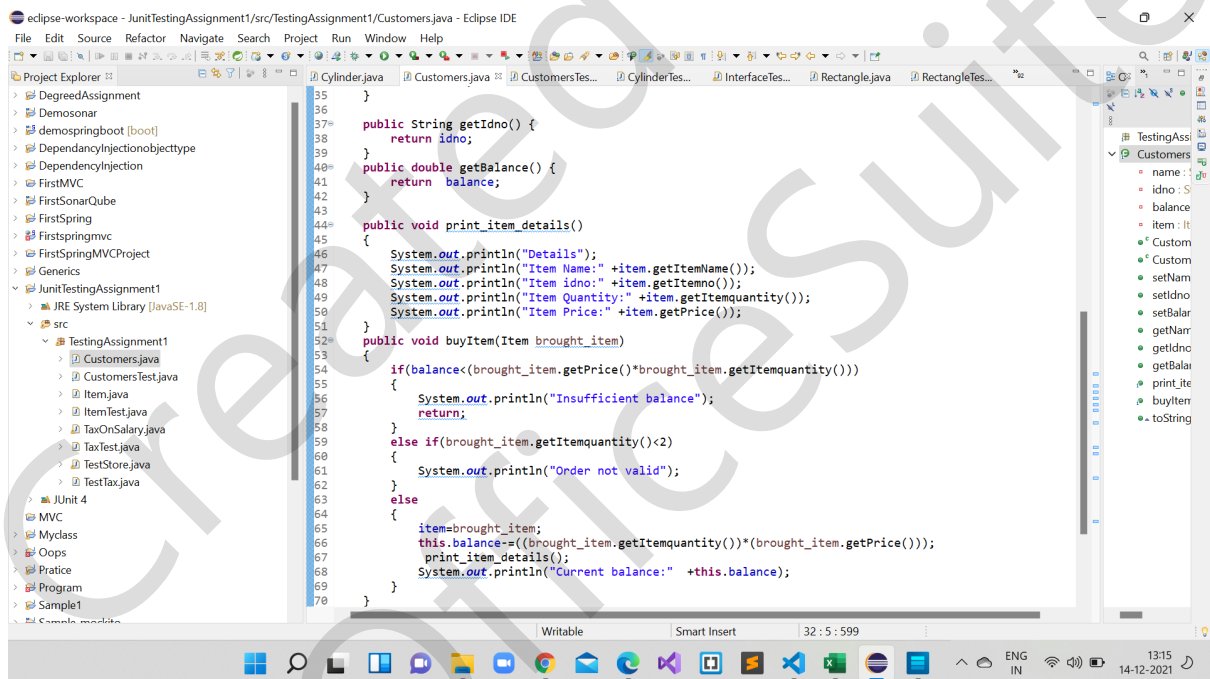 eclipse-workspace - JunitTestingAssignment1/src/TestingAssignment1/Customers.java - Eclipse IDE
File Edit Source Refactor Navigate Search Project Run Window Help
Project Explorer
DegreedAssignment
Demosonar
demospringboot [boot]
DependancyInjectionobjecttype
DependencyInjection
FirstMVC
FirstSonarQube
FirstSpring
Firstspringmvc
FirstSpringMVCProject
Generics
JunitTestingAssignment1
JRE System Library [JavaSE-1.8]
src
TestingAssignment1
Customers.java
CustomersTest.java
Item.java
ItemTest.java
TaxOnSalary.java
TaxTest.java
TestStore.java
TestTax.java
JUnit 4
MVC
Myclass
Oops
Pratice
Program
Sample1
Sample mockito
Cylinder.java Customers.java CustomersTes... CylinderTes... InterfaceTes... Rectangle.java RectangleTes...
35 }
36
37 public String getIdno() {
38 return idno;
39 }
40 public double getBalance() {
41 return balance;
42 }
43
44 public void print_item_details()
45 {
46 System.out.println("Details");
47 System.out.println("Item Name:" +item.getItemName());
48 System.out.println("Item idno:" +item.getItemno());
49 System.out.println("Item Quantity:" +item.getItemquantity());
50 System.out.println("Item Price:" +item.getPrice());
51 }
52 public void buyItem(Item brought_item)
53 {
54 if(balance<(brought_item.getPrice()*brought_item.getItemquantity()))
55 {
56 System.out.println("Insufficient balance");
57 return;
58 }
59 else if(brought_item.getItemquantity()<2)
60 {
61 System.out.println("Order not valid");
62 }
63 else
64 {
65 item=brought_item;
66 this.balance-=((brought_item.getItemquantity())*(brought_item.getPrice()));
67 print_item_details();
68 System.out.println("Current balance:" +this.balance);
69 }
70 }
TestingAssi
Customers
name :
idno : S
balance
item : It
Custom
Custom
setNam
setIdno
setBalar
getNam
getIdno
getBalar
print_ite
buyItem
toString
Writable Smart Insert 32 : 5 : 599
ENG
IN
13:15
14-12-2021
Created
OfficeSuite